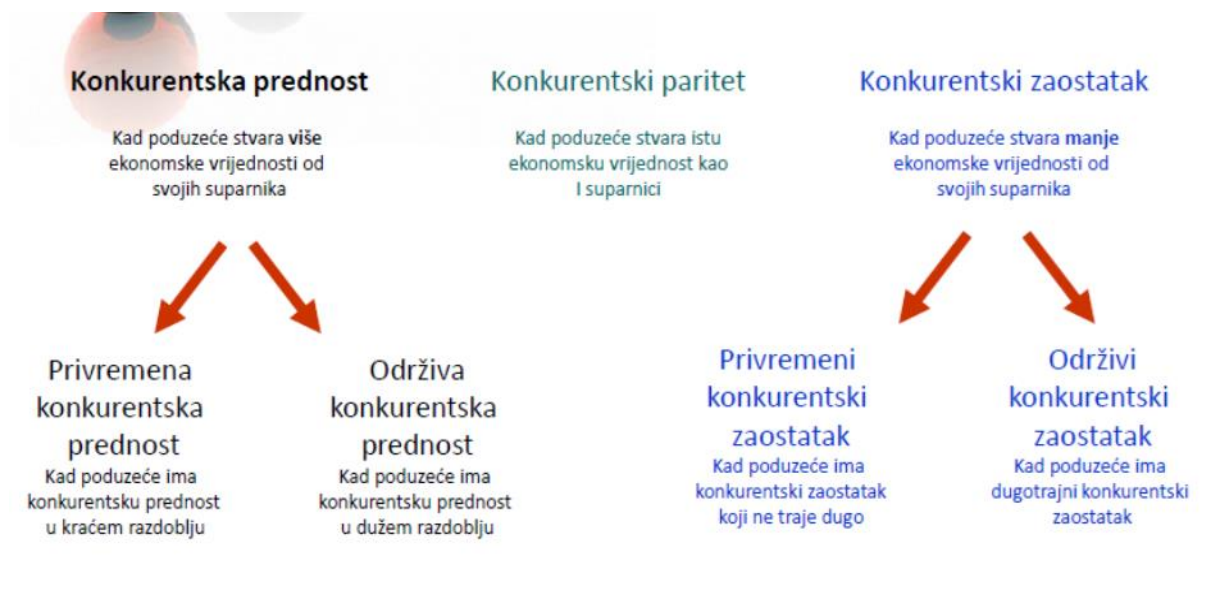 Konkurentska prednost
Kad poduzeće stvara više
ekonomske vrijednosti od
svojih suparnika
Konkurentski paritet
Kad poduzeće stvara istu
ekonomsku vrijednost kao
I suparnici
Konkurentski zaostatak
Kad poduzeće stvara manje
ekonomske vrijednosti od
svojih suparnika
Privremena
konkurentska
prednost
Kad poduzeće ima
konkurentsku prednost
u kraćem razdoblju
Održiva
konkurentska
prednost
Kad poduzeće ima
konkurentsku prednost
u dužem razdoblju
Privremeni
konkurentski
zaostatak
Kad poduzeće ima
konkurentski zaostatak
koji ne traje dugo
Održivi
konkurentski
zaostatak
Kad poduzeće ima
dugotrajni konkurentski
zaostatak